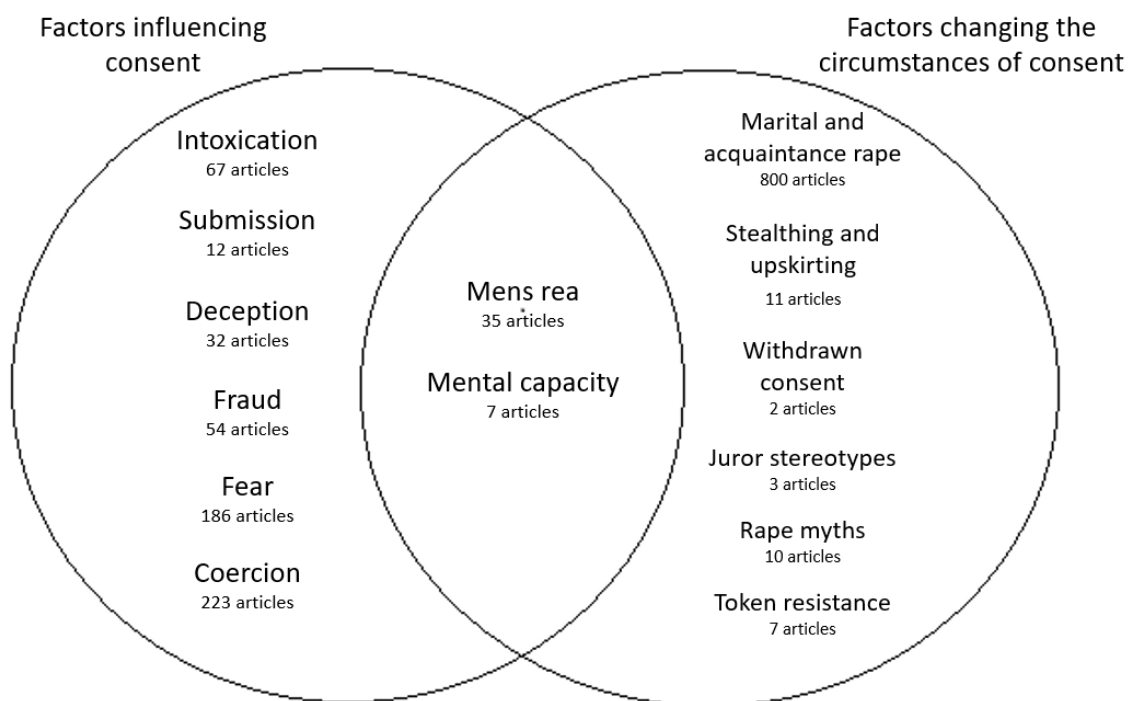 Factors influencing
consent
Factors changing the
circumstances of consent
Intoxication
67 articles
Submission
12 articles
Deception
32 articles
Fraud
54 articles
Fear
186 articles
Coercion
223 articles
Mens rea
35 articles
Mental capacity
7 articles
Marital and
acquaintance rape
800 articles
Stealthing and
upskirting
11 articles
Withdrawn
consent
2 articles
Juror stereotypes
3 articles
Rape myths
10 articles
Token resistance
7 articles